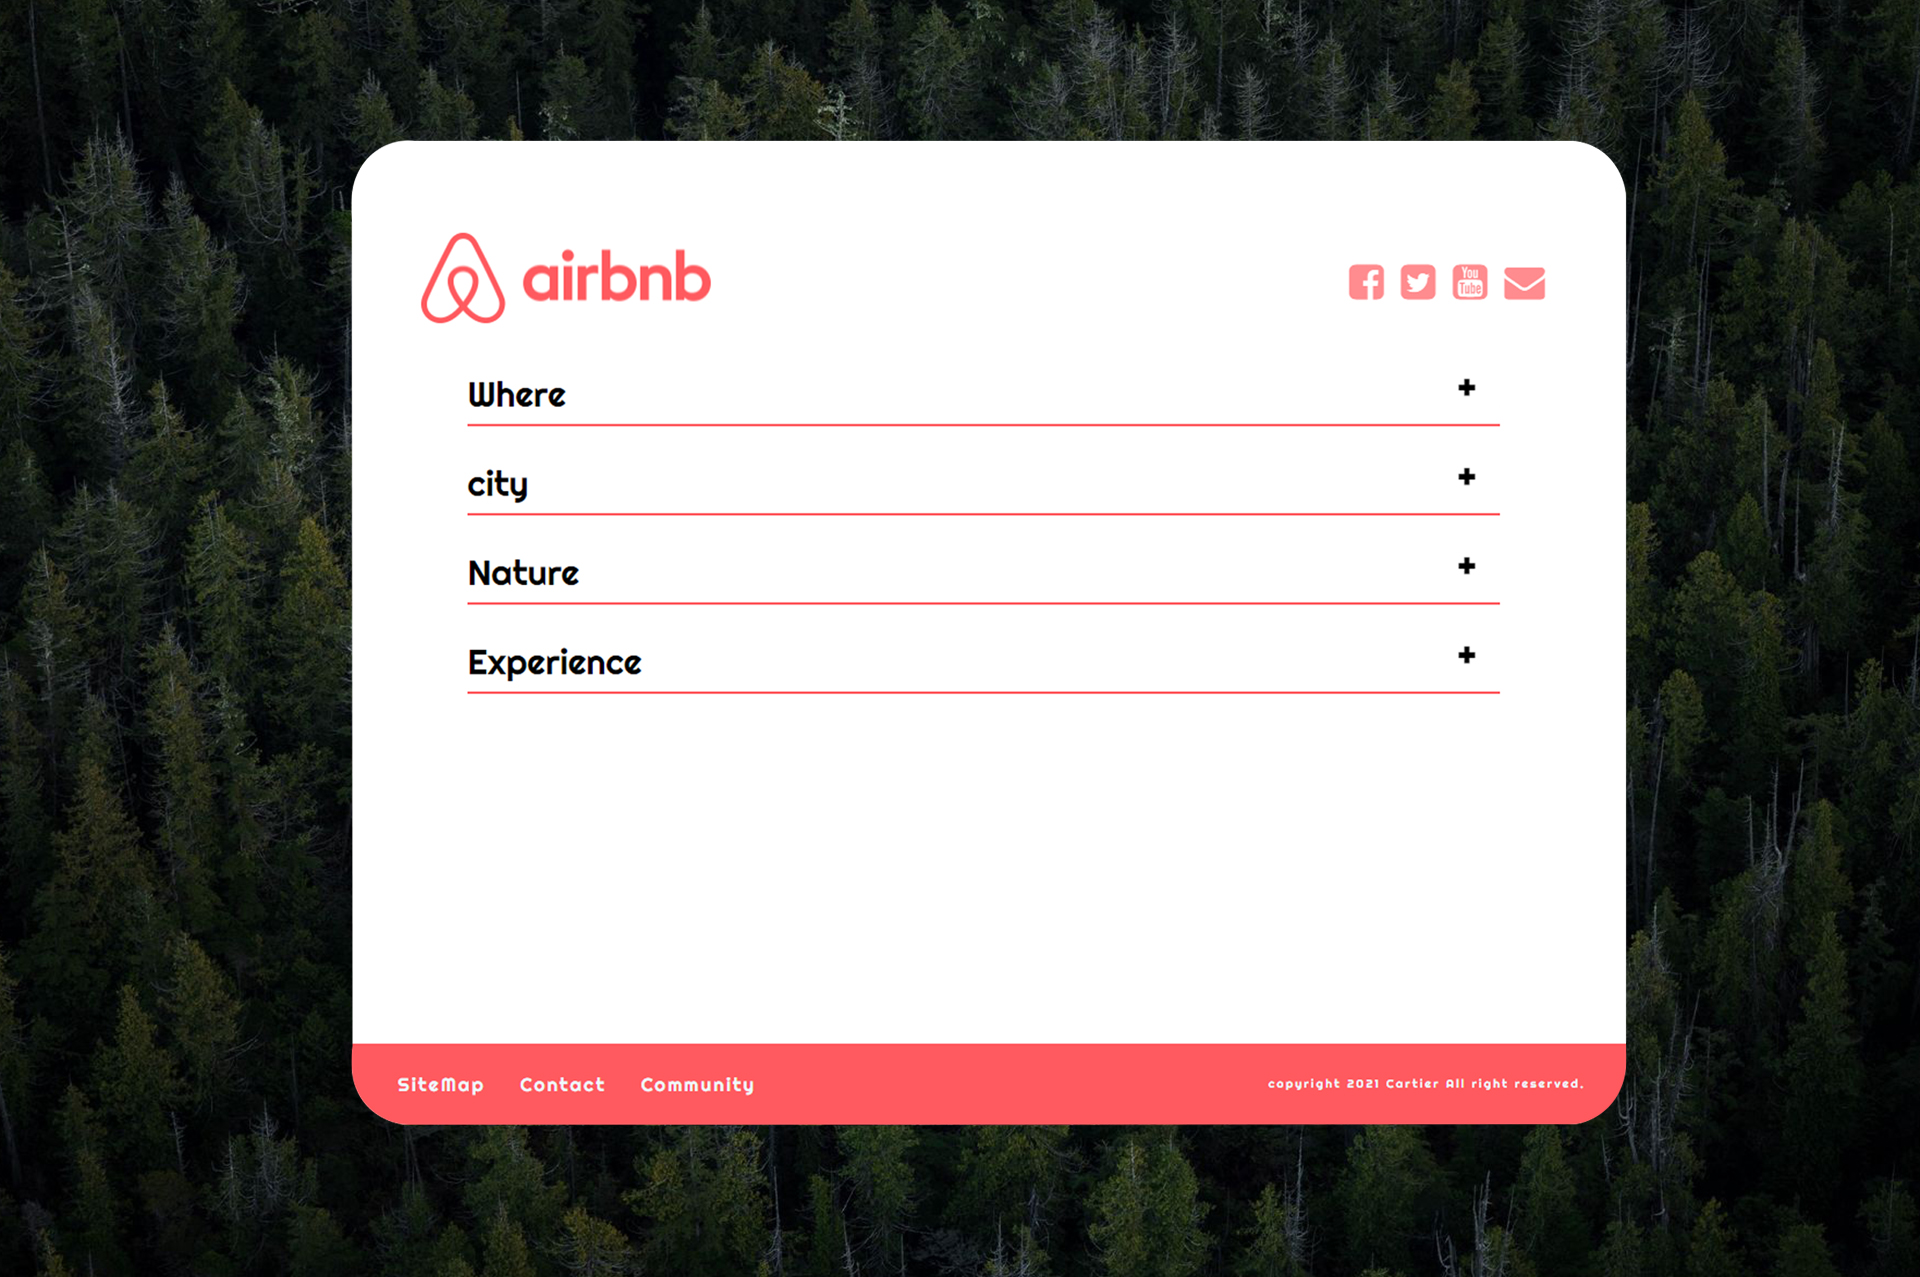 airbnb
You
Tube
Where
city
Nature
Experience
SiteMap Contact Community
copyright 2021 Cartier All right reserved.